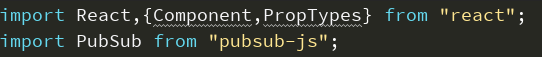 import React,{Component,PropTypes} from "react";
import PubSub from "pubsub-js";